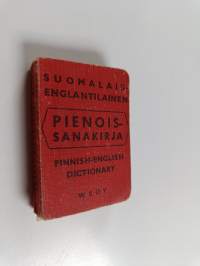 SUOMALAIS-
ENGLANTILAINEN
PIENOIS-
SANAKIRJA
FINNISH-ENGLISH
DICTIONARY
WSOY